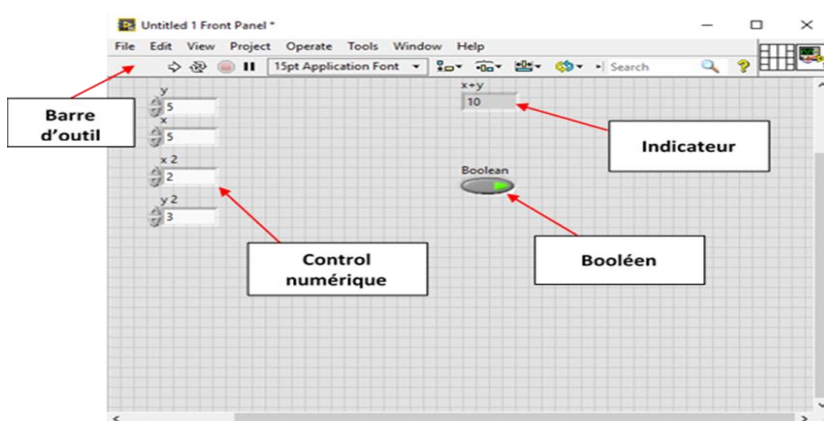 Untitled 1 Front Panel *
File Edit View Project Operate Tools Window Help
15pt Application Font
Search
Barre
d'outil
y
5
x
5
x 2
2
y 2
3
x+y
10
Indicateur
Boolean
Booléen
Control
numérique